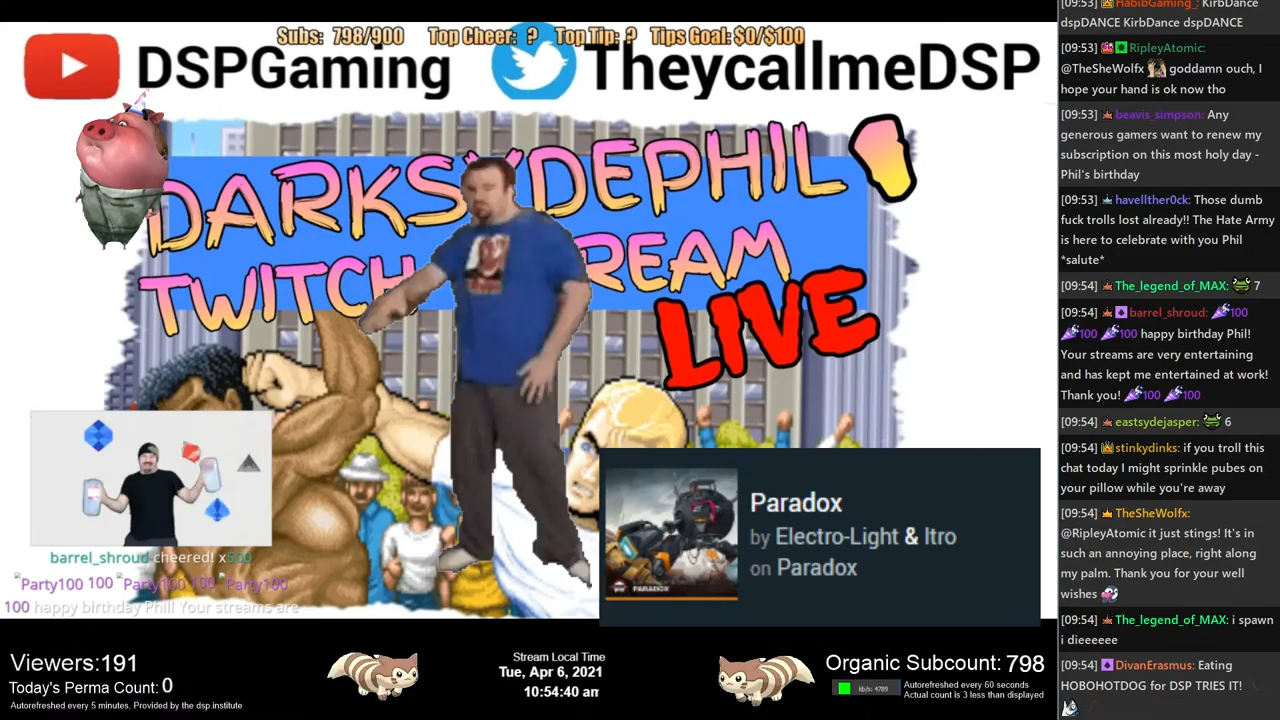 Subs: 798/900 Top Cheer: ? Top Tip: ? Tips Goal: $0/$100
DSPGaming
TheycallmeDSP
DARKSYDEPHIL
TWITCH STREAM
LIVE
barrel_shroud cheered! x500
Party100 100 Party100 100 Party100
100 happy birthday Phil! Your streams are
Paradox
by Electro-Light & Itro
on Paradox
PARADOX
Viewers:191
Today's Perma Count: 0
Autorefreshed every 5 minutes, Provided by the dsp institute
Stream Local Time
Tue, Apr 6, 2021
10:54:40 am
Organic Subcount: 798
kb/s: 4789
Autorefreshed every 60 seconds
Actual count is 3 less than displayed
[09:53] HabibGaming_: KirbDance
dspDANCE KirbDance dspDANCE
[09:53] RipleyAtomic:
@TheSheWolfx goddamn ouch, I
hope your hand is ok now tho
[09:53] beavis_simpson: Any
generous gamers want to renew my
subscription on this most holy day -
Phil's birthday
[09:53] havellther0ck: Those dumb
fuck trolls lost already!! The Hate Army
is here to celebrate with you Phil
*salute*
[09:54] The_legend_of_MAX: 7
[09:54] barrel_shroud: 100
100 100 happy birthday Phil!
Your streams are very entertaining
and has kept me entertained at work!
Thank you! 100 100
[09:54] eastsydejasper: 6
[09:54] stinkydinks: if you troll this
chat today I might sprinkle pubes on
your pillow while you're away
[09:54] TheSheWolfx:
@RipleyAtomic it just stings! It's in
such an annoying place, right along
my palm. Thank you for your well
wishes
[09:54] The_legend_of_MAX: i spawn
i dieeeeee
[09:54] DivanErasmus: Eating
HOBOHOTDOG for DSP TRIES IT!